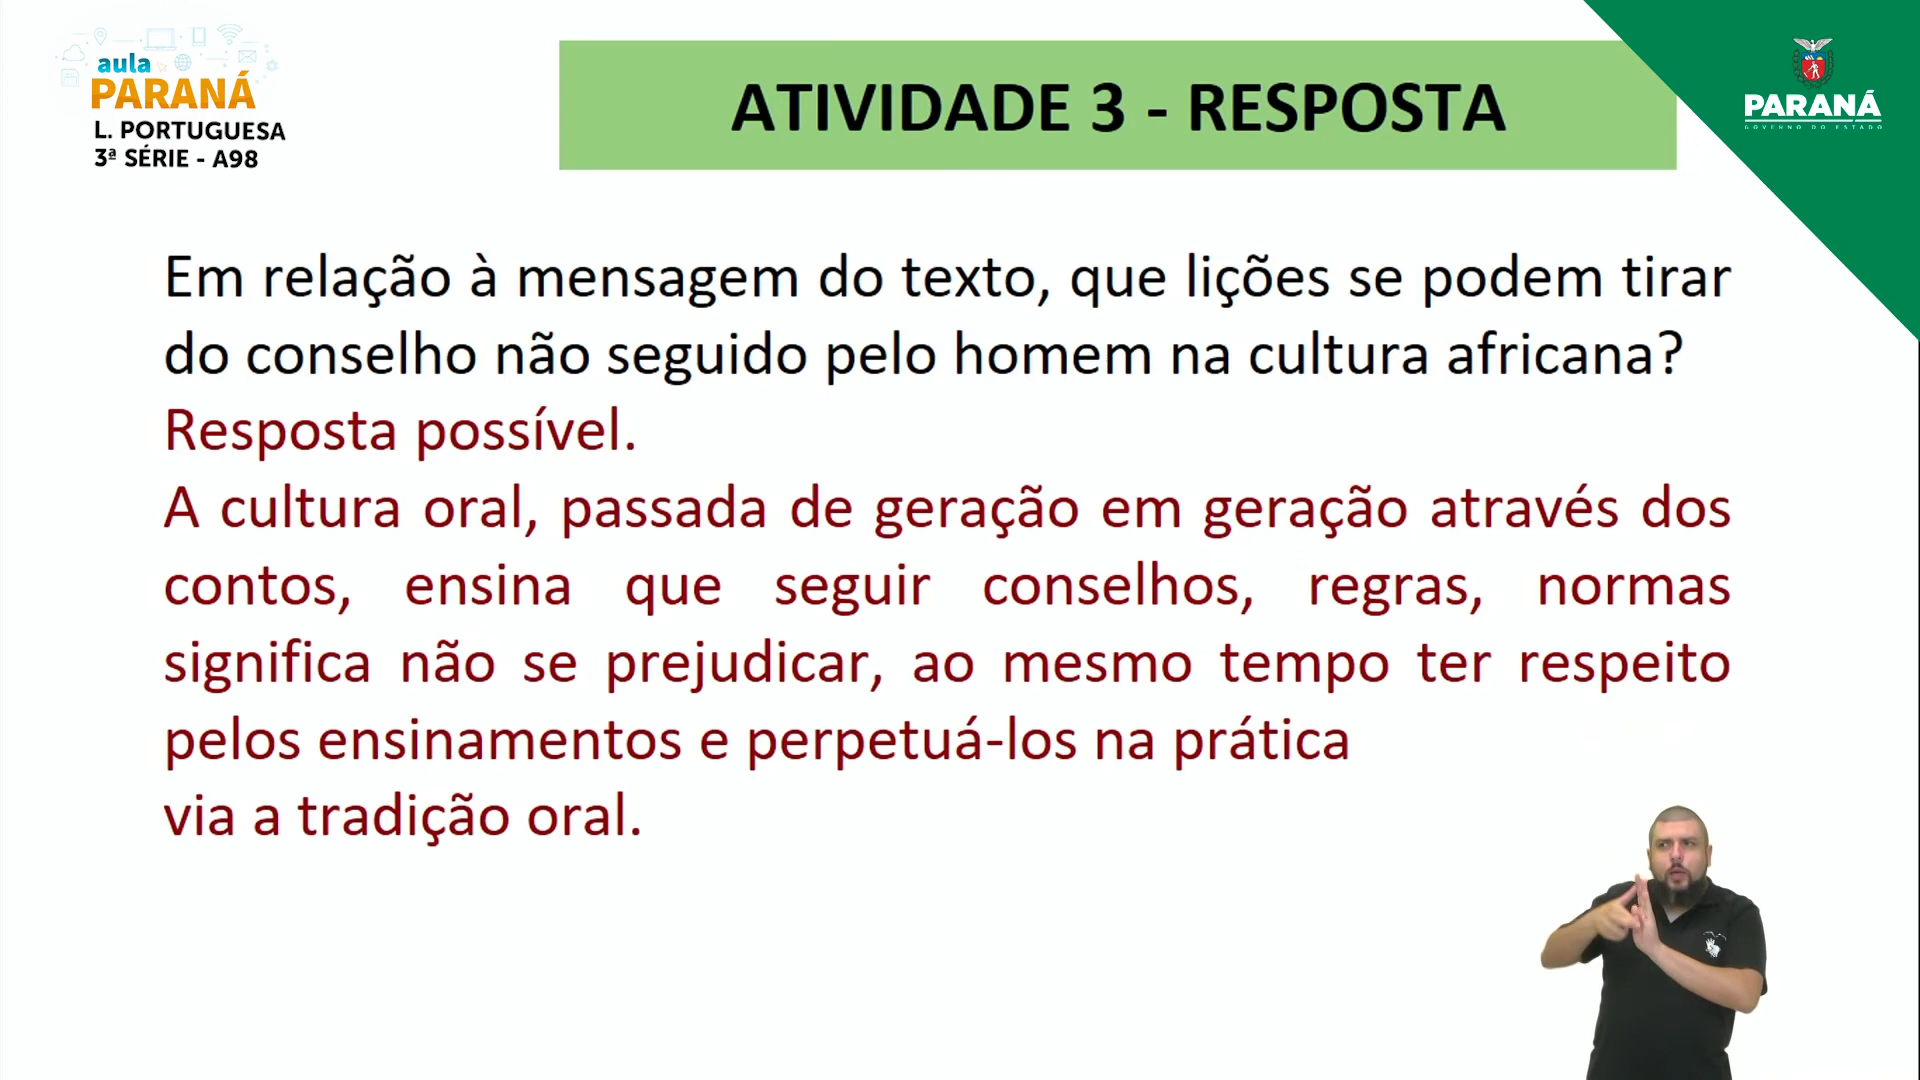 aula
PARANÁ
L. PORTUGUESA
3ª SÉRIE - A98
ATIVIDADE 3 - RESPOSTA
PARANÁ
GOVERNO DO ESTADO
Em relação à mensagem do texto, que lições se podem tirar
do conselho não seguido pelo homem na cultura africana?
Resposta possível.
A cultura oral, passada de geração em geração através dos
contos, ensina que seguir conselhos, regras, normas
significa não se prejudicar, ao mesmo tempo ter respeito
pelos ensinamentos e perpetuá-los na prática
via a tradição oral.